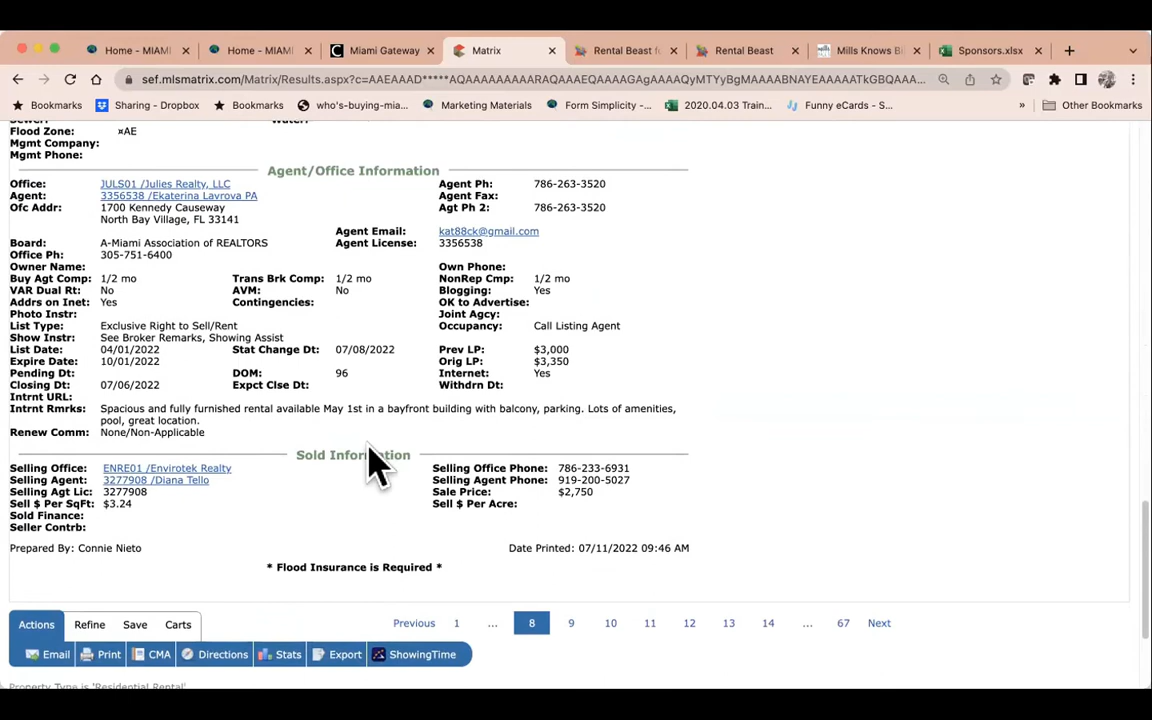 Home - MIAMI
Home - MIAMI
Miami Gateway
Matrix
Rental Beast fo
Rental Beast
Mills Knows Bi
Sponsors.xlsx
sef.mlsmatrix.com/Matrix/Results.aspx?c=AAEAAAD*****AQAAAAAAAAARAQAAAEQAAAAGAgAAAAQyMTYyBgMAAAABNAYEAAAAATkGBQAAA...
Bookmarks
Sharing - Dropbox
Bookmarks
who's-buying-mia...
Marketing Materials
Form Simplicity -...
2020.04.03 Train...
Funny eCards - S...
»
Other Bookmarks
Flood Zone: ¤AE
Mgmt Company:
Mgmt Phone:
Agent/Office Information
Office: JULS01 /Julies Realty, LLC Agent Ph: 786-263-3520
Agent: 3356538 /Ekaterina Lavrova PA Agent Fax:
Ofc Addr: 1700 Kennedy Causeway Agt Ph 2: 786-263-3520
North Bay Village, FL 33141
Agent Email: kat88ck@gmail.com
Board: A-Miami Association of REALTORS Agent License: 3356538
Office Ph: 305-751-6400
Owner Name: Own Phone:
Buy Agt Comp: 1/2 mo Trans Brk Comp: 1/2 mo NonRep Cmp: 1/2 mo
VAR Dual Rt: No AVM: No Blogging: Yes
Addrs on Inet: Yes Contingencies: OK to Advertise:
Photo Instr: Joint Agcy:
List Type: Exclusive Right to Sell/Rent Occupancy: Call Listing Agent
Show Instr: See Broker Remarks, Showing Assist
List Date: 04/01/2022 Stat Change Dt: 07/08/2022 Prev LP: $3,000
Expire Date: 10/01/2022 Orig LP: $3,350
Pending Dt: DOM: 96 Internet: Yes
Closing Dt: 07/06/2022 Expct Clse Dt: Withdrn Dt:
Intrnt URL:
Intrnt Rmrks: Spacious and fully furnished rental available May 1st in a bayfront building with balcony, parking. Lots of amenities,
pool, great location.
Renew Comm: None/Non-Applicable
Sold Information
Selling Office: ENRE01 /Envirotek Realty Selling Office Phone: 786-233-6931
Selling Agent: 3277908 /Diana Tello Selling Agent Phone: 919-200-5027
Selling Agt Lic: 3277908 Sale Price: $2,750
Sell $ Per SqFt: $3.24 Sell $ Per Acre:
Sold Finance:
Seller Contrb:
Prepared By: Connie Nieto Date Printed: 07/11/2022 09:46 AM
* Flood Insurance is Required *
Actions Refine Save Carts Previous 1 ... 8 9 10 11 12 13 14 ... 67 Next
Email Print CMA Directions Stats Export ShowingTime
Property Type is 'Residential Rental'